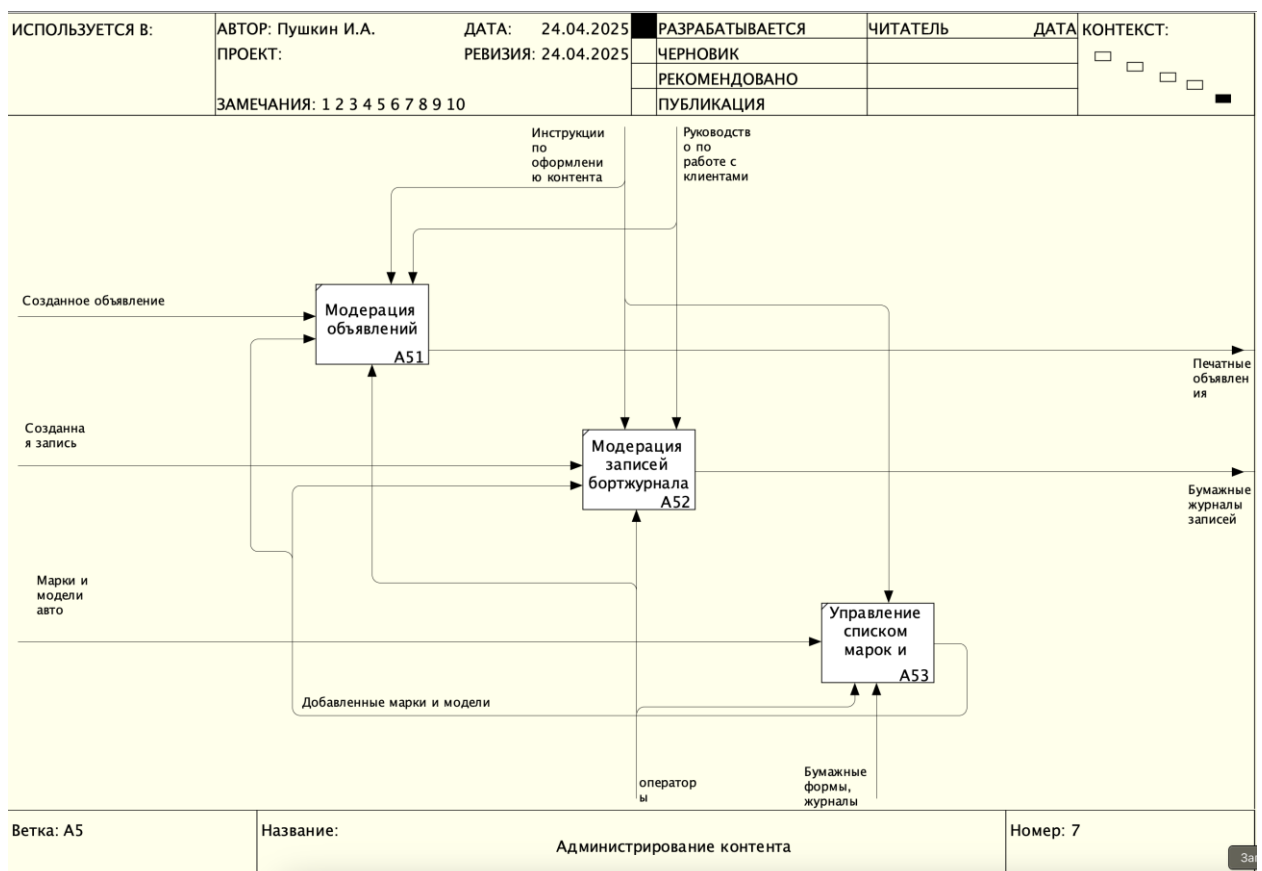 ИСПОЛЬЗУЕТСЯ В:
АВТОР: Пушкин И.А.
ДАТА: 24.04.2025
РАЗРАБАТЫВАЕТСЯ
ЧИТАТЕЛЬ
ДАТА
КОНТЕКСТ:
ПРОЕКТ:
РЕВИЗИЯ: 24.04.2025
ЧЕРНОВИК
РЕКОМЕНДОВАНО
ЗАМЕЧАНИЯ: 1 2 3 4 5 6 7 8 9 10
ПУБЛИКАЦИЯ
Инструкции
по
оформлени
ю контента
Руководств
о по
работе с
клиентами
Созданное объявление
Модерация
объявлений
A51
Печатные
объявлен
ия
Созданна
я запись
Модерация
записей
бортжурнала
A52
Бумажные
журналы
записей
Марки и
модели
авто
Управление
списком
марок и
A53
Добавленные марки и модели
оператор
ы
Бумажные
формы,
журналы
Ветка: A5
Название:
Администрирование контента
Номер: 7